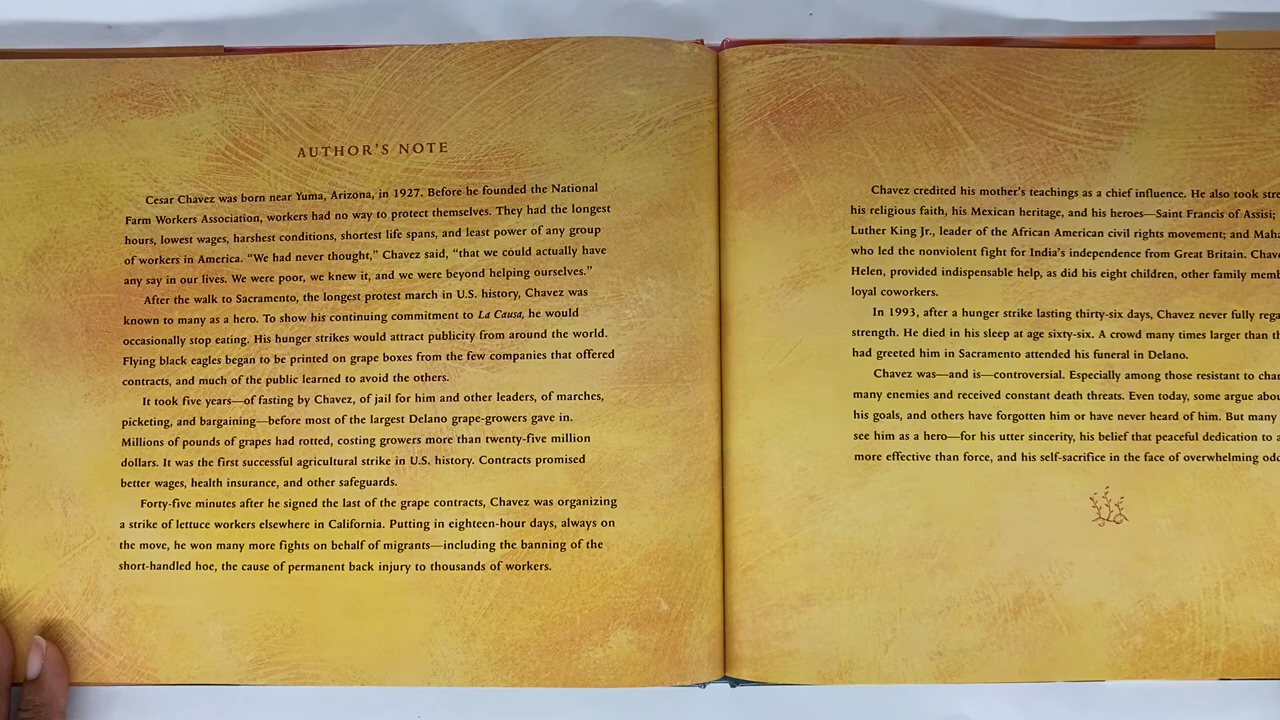 AUTHOR'S NOTE
Cesar Chavez was born near Yuma, Arizona, in 1927. Before he founded the National
Farm Workers Association, workers had no way to protect themselves. They had the longest
hours, lowest wages, harshest conditions, shortest life spans, and least power of any group
of workers in America. “We had never thought,” Chavez said, “that we could actually have
any say in our lives. We were poor, we knew it, and we were beyond helping ourselves.”
After the walk to Sacramento, the longest protest march in U.S. history, Chavez was
known to many as a hero. To show his continuing commitment to La Causa, he would
occasionally stop eating. His hunger strikes would attract publicity from around the world.
Flying black eagles began to be printed on grape boxes from the few companies that offered
contracts, and much of the public learned to avoid the others.
It took five years—of fasting by Chavez, of jail for him and other leaders, of marches,
picketing, and bargaining—before most of the largest Delano grape-growers gave in.
Millions of pounds of grapes had rotted, costing growers more than twenty-five million
dollars. It was the first successful agricultural strike in U.S. history. Contracts promised
better wages, health insurance, and other safeguards.
Forty-five minutes after he signed the last of the grape contracts, Chavez was organizing
a strike of lettuce workers elsewhere in California. Putting in eighteen-hour days, always on
the move, he won many more fights on behalf of migrants—including the banning of the
short-handled hoe, the cause of permanent back injury to thousands of workers.
Chavez credited his mother's teachings as a chief influence. He also took
his religious faith, his Mexican heritage, and his heroes—Saint Francis of Assisi;
Luther King Jr., leader of the African American civil rights movement; and
who led the nonviolent fight for India's independence from Great Britain.
Helen, provided indispensable help, as did his eight children, other family
loyal coworkers.
In 1993, after a hunger strike lasting thirty-six days, Chavez never fully
strength. He died in his sleep at age sixty-six. A crowd many times larger than
had greeted him in Sacramento attended his funeral in Delano.
Chavez was—and is—controversial. Especially among those resistant to
many enemies and received constant death threats. Even today, some argue
his goals, and others have forgotten him or have never heard of him. But many
see him as a hero—for his utter sincerity, his belief that peaceful dedication to
more effective than force, and his self-sacrifice in the face of overwhelming